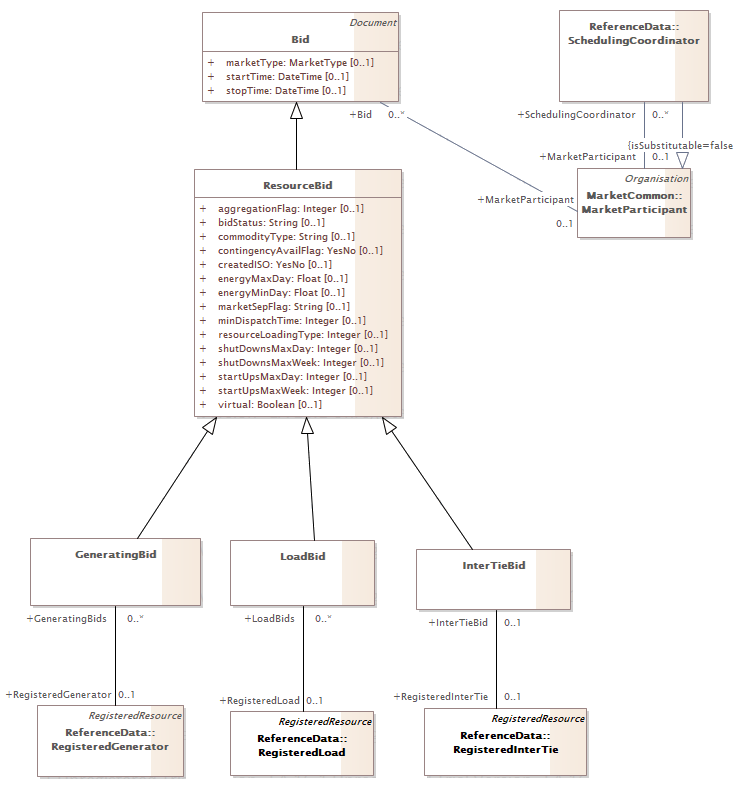 Document
Bid
+ marketType: MarketType [0..1]
+ startTime: DateTime [0..1]
+ stopTime: DateTime [0..1]
ReferenceData::
SchedulingCoordinator
+Bid 0..*
+SchedulingCoordinator 0..*
{isSubstitutable=false
+MarketParticipant 0..1
+MarketParticipant
0..1
Organisation
MarketCommon::
MarketParticipant
ResourceBid
+ aggregationFlag: Integer [0..1]
+ bidStatus: String [0..1]
+ commodityType: String [0..1]
+ contingencyAvailFlag: YesNo [0..1]
+ createdISO: YesNo [0..1]
+ energyMaxDay: Float [0..1]
+ energyMinDay: Float [0..1]
+ marketSepFlag: String [0..1]
+ minDispatchTime: Integer [0..1]
+ resourceLoadingType: Integer [0..1]
+ shutDownsMaxDay: Integer [0..1]
+ shutDownsMaxWeek: Integer [0..1]
+ startUpsMaxDay: Integer [0..1]
+ startUpsMaxWeek: Integer [0..1]
+ virtual: Boolean [0..1]
GeneratingBid
LoadBid
InterTieBid
+GeneratingBids 0..*
+LoadBids 0..*
+InterTieBid 0..1
+RegisteredGenerator 0..1
+RegisteredLoad 0..1
+RegisteredInterTie 0..1
RegisteredResource
ReferenceData::
RegisteredGenerator
RegisteredResource
ReferenceData::
RegisteredLoad
RegisteredResource
ReferenceData::
RegisteredInterTie